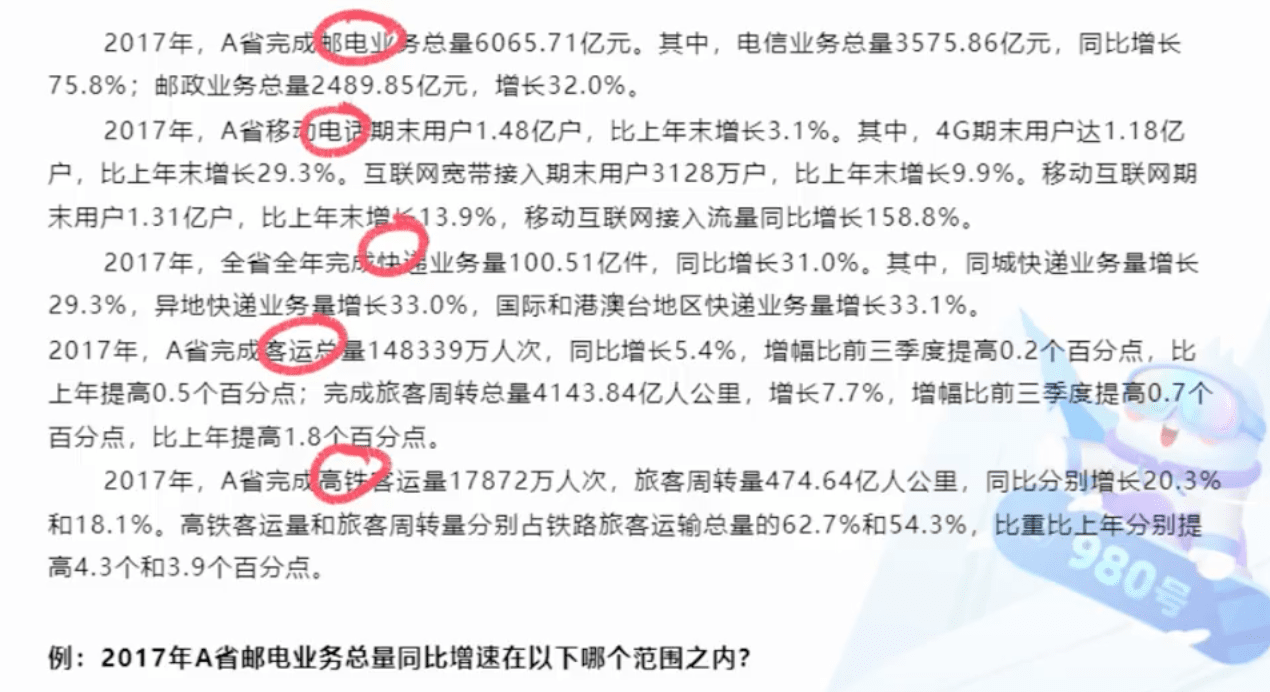 2017年，A省完成邮电业务总量6065.71亿元。其中，电信业务总量3575.86亿元，同比增长
75.8%；邮政业务总量2489.85亿元，增长32.0%。
2017年，A省移动电话期末用户1.48亿户，比上年末增长3.1%。其中，4G期末用户达1.18亿
户，比上年末增长29.3%。互联网宽带接入期末用户3128万户，比上年末增长9.9%。移动互联网期
末用户1.31亿户，比上年末增长13.9%，移动互联网接入流量同比增长158.8%。
2017年，全省全年完成快递业务量100.51亿件，同比增长31.0%。其中，同城快递业务量增长
29.3%，异地快递业务量增长33.0%，国际和港澳台地区快递业务量增长33.1%。
2017年，A省完成客运总量148339万人次，同比增长5.4%，增幅比前三季度提高0.2个百分点，比
上年提高0.5个百分点；完成旅客周转总量4143.84亿人公里，增长7.7%，增幅比前三季度提高0.7个
百分点，比上年提高1.8个百分点。
2017年，A省完成高铁客运量17872万人次，旅客周转量474.64亿人公里，同比分别增长20.3%
和18.1%。高铁客运量和旅客周转量分别占铁路旅客运输总量的62.7%和54.3%，比重比上年分别提
高4.3个和3.9个百分点。
980号
例：2017年A省邮电业务总量同比增速在以下哪个范围之内？